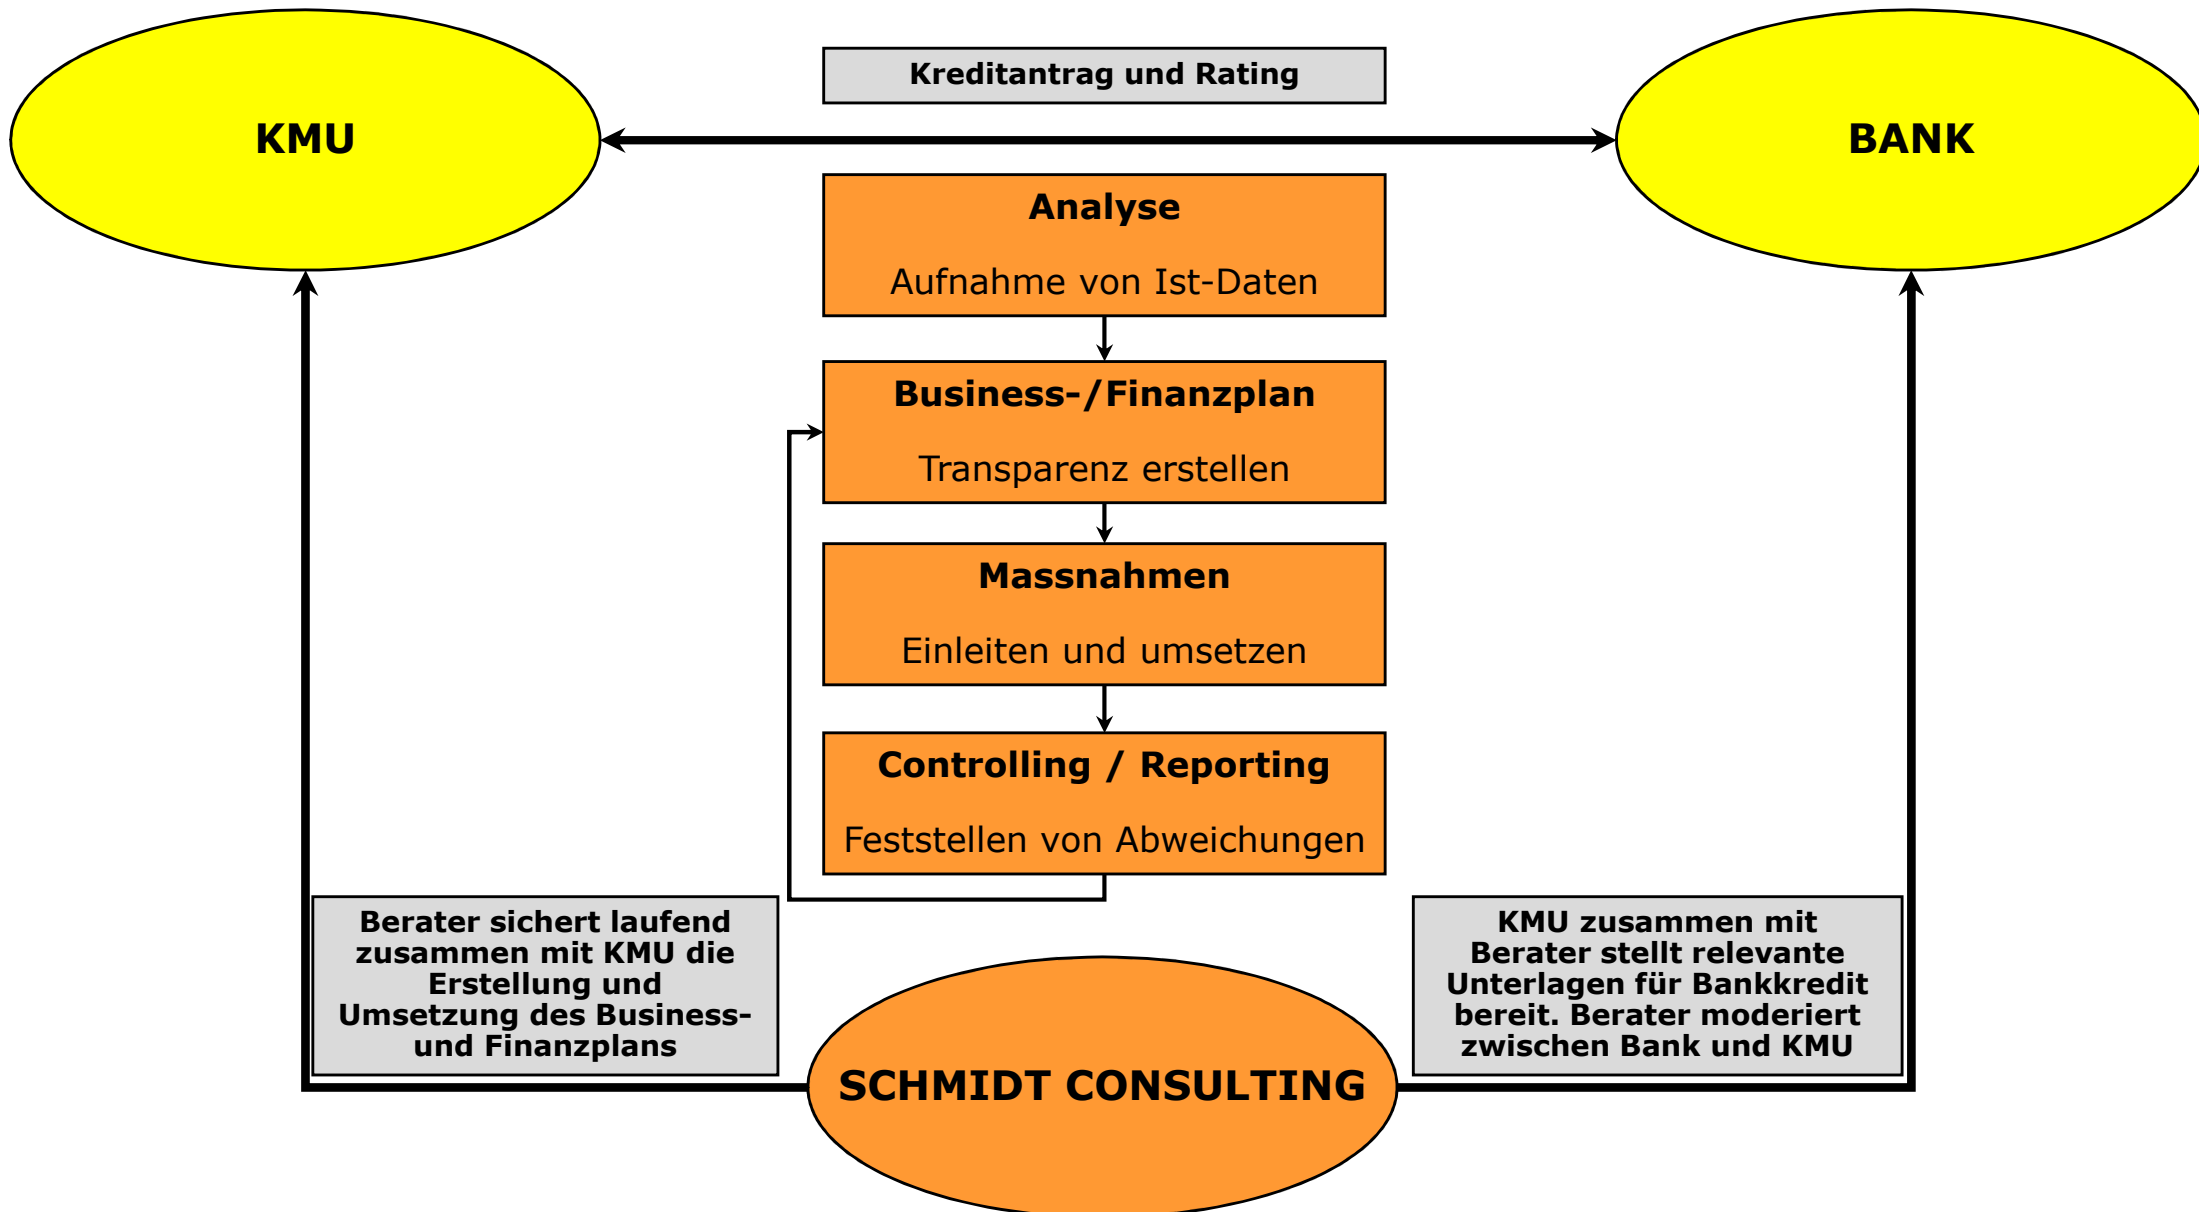 KMU
Kreditantrag und Rating
BANK
Analyse
Aufnahme von Ist-Daten
Business-/Finanzplan
Transparenz erstellen
Massnahmen
Einleiten und umsetzen
Controlling / Reporting
Feststellen von Abweichungen
Berater sichert laufend
zusammen mit KMU die
Erstellung und
Umsetzung des Business-
und Finanzplans
KMU zusammen mit
Berater stellt relevante
Unterlagen für Bankkredit
bereit. Berater moderiert
zwischen Bank und KMU
SCHMIDT CONSULTING